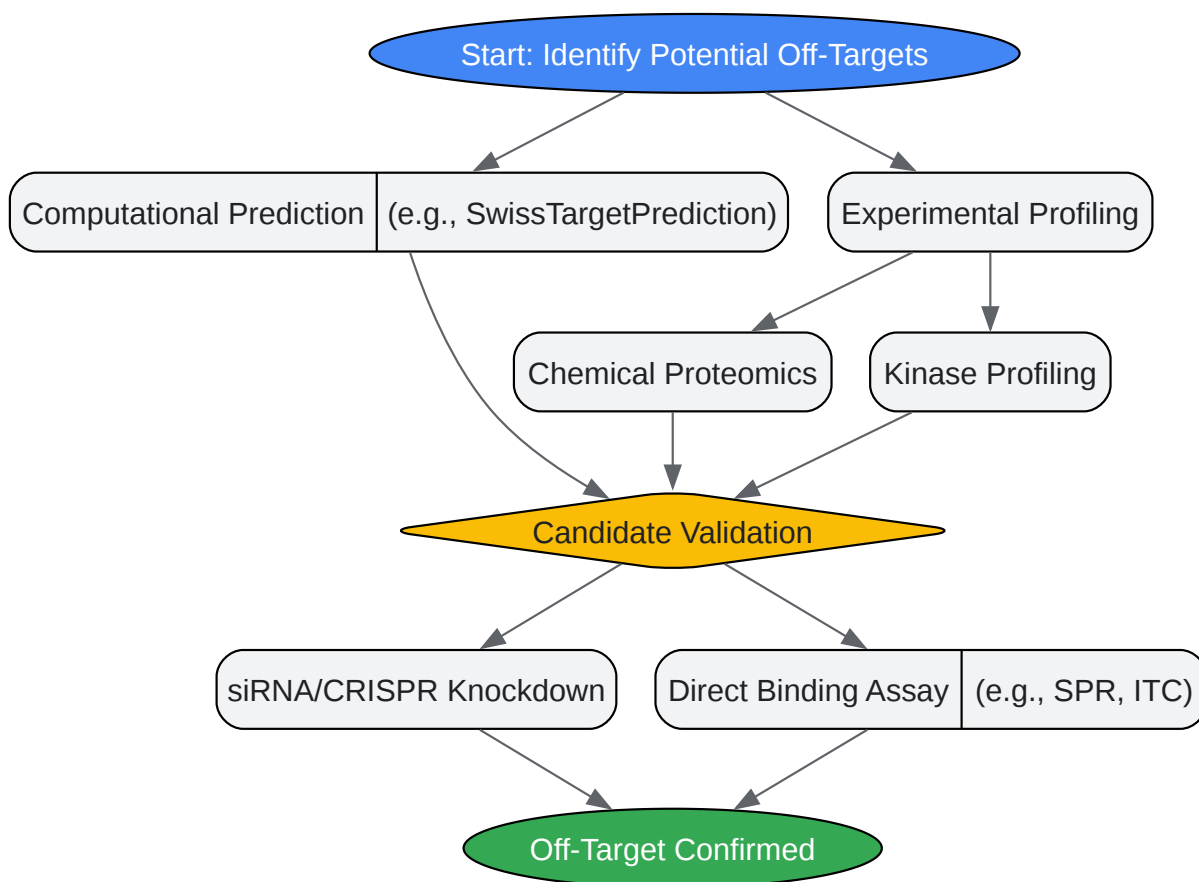 Start: Identify Potential Off-Targets
Computational Prediction
(e.g., SwissTargetPrediction)
Experimental Profiling
Chemical Proteomics
Kinase Profiling
Candidate Validation
siRNA/CRISPR Knockdown
Direct Binding Assay
(e.g., SPR, ITC)
Off-Target Confirmed